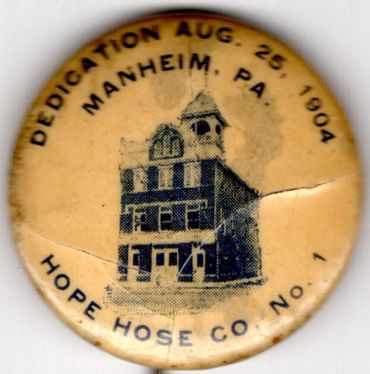 DEDICATION AUG. 25, 1904
MANHEIM, PA.
HOPE HOSE CO. No. 1